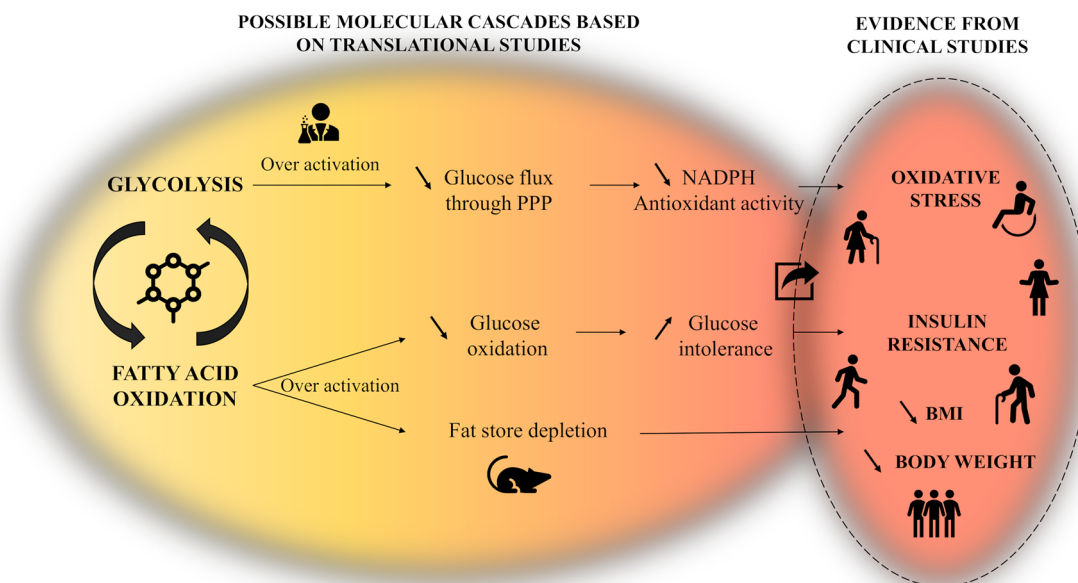 POSSIBLE MOLECULAR CASCADES BASED
ON TRANSLATIONAL STUDIES
EVIDENCE FROM
CLINICAL STUDIES
Over activation
GLYCOLYSIS
Glucose flux
through PPP
NADPH
Antioxidant activity
OXIDATIVE
STRESS
Glucose
oxidation
Glucose
intolerance
INSULIN
RESISTANCE
FATTY ACID
OXIDATION
Over activation
Fat store depletion
BMI
BODY WEIGHT